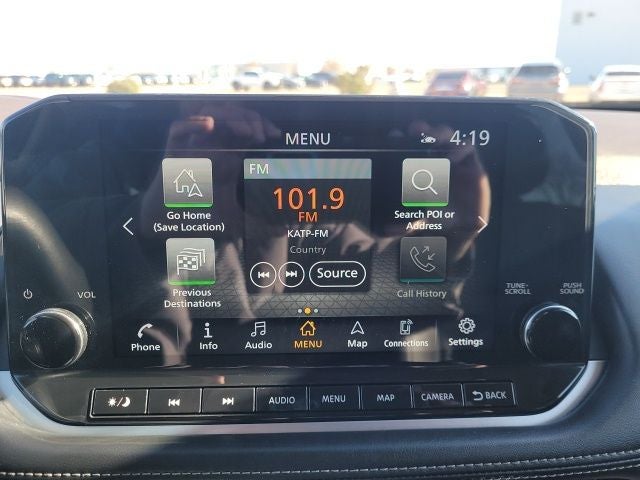 MENU
4:19
Go Home
(Save Location)
FM
101.9
FM
KATP-FM
Country
Source
Search POI or
Address
Previous
Destinations
Call History
VOL
TUNE-
SCROLL
PUSH
SOUND
Phone
Info
Audio
MENU
Map
Connections
Settings
AUDIO
MENU
MAP
CAMERA
BACK